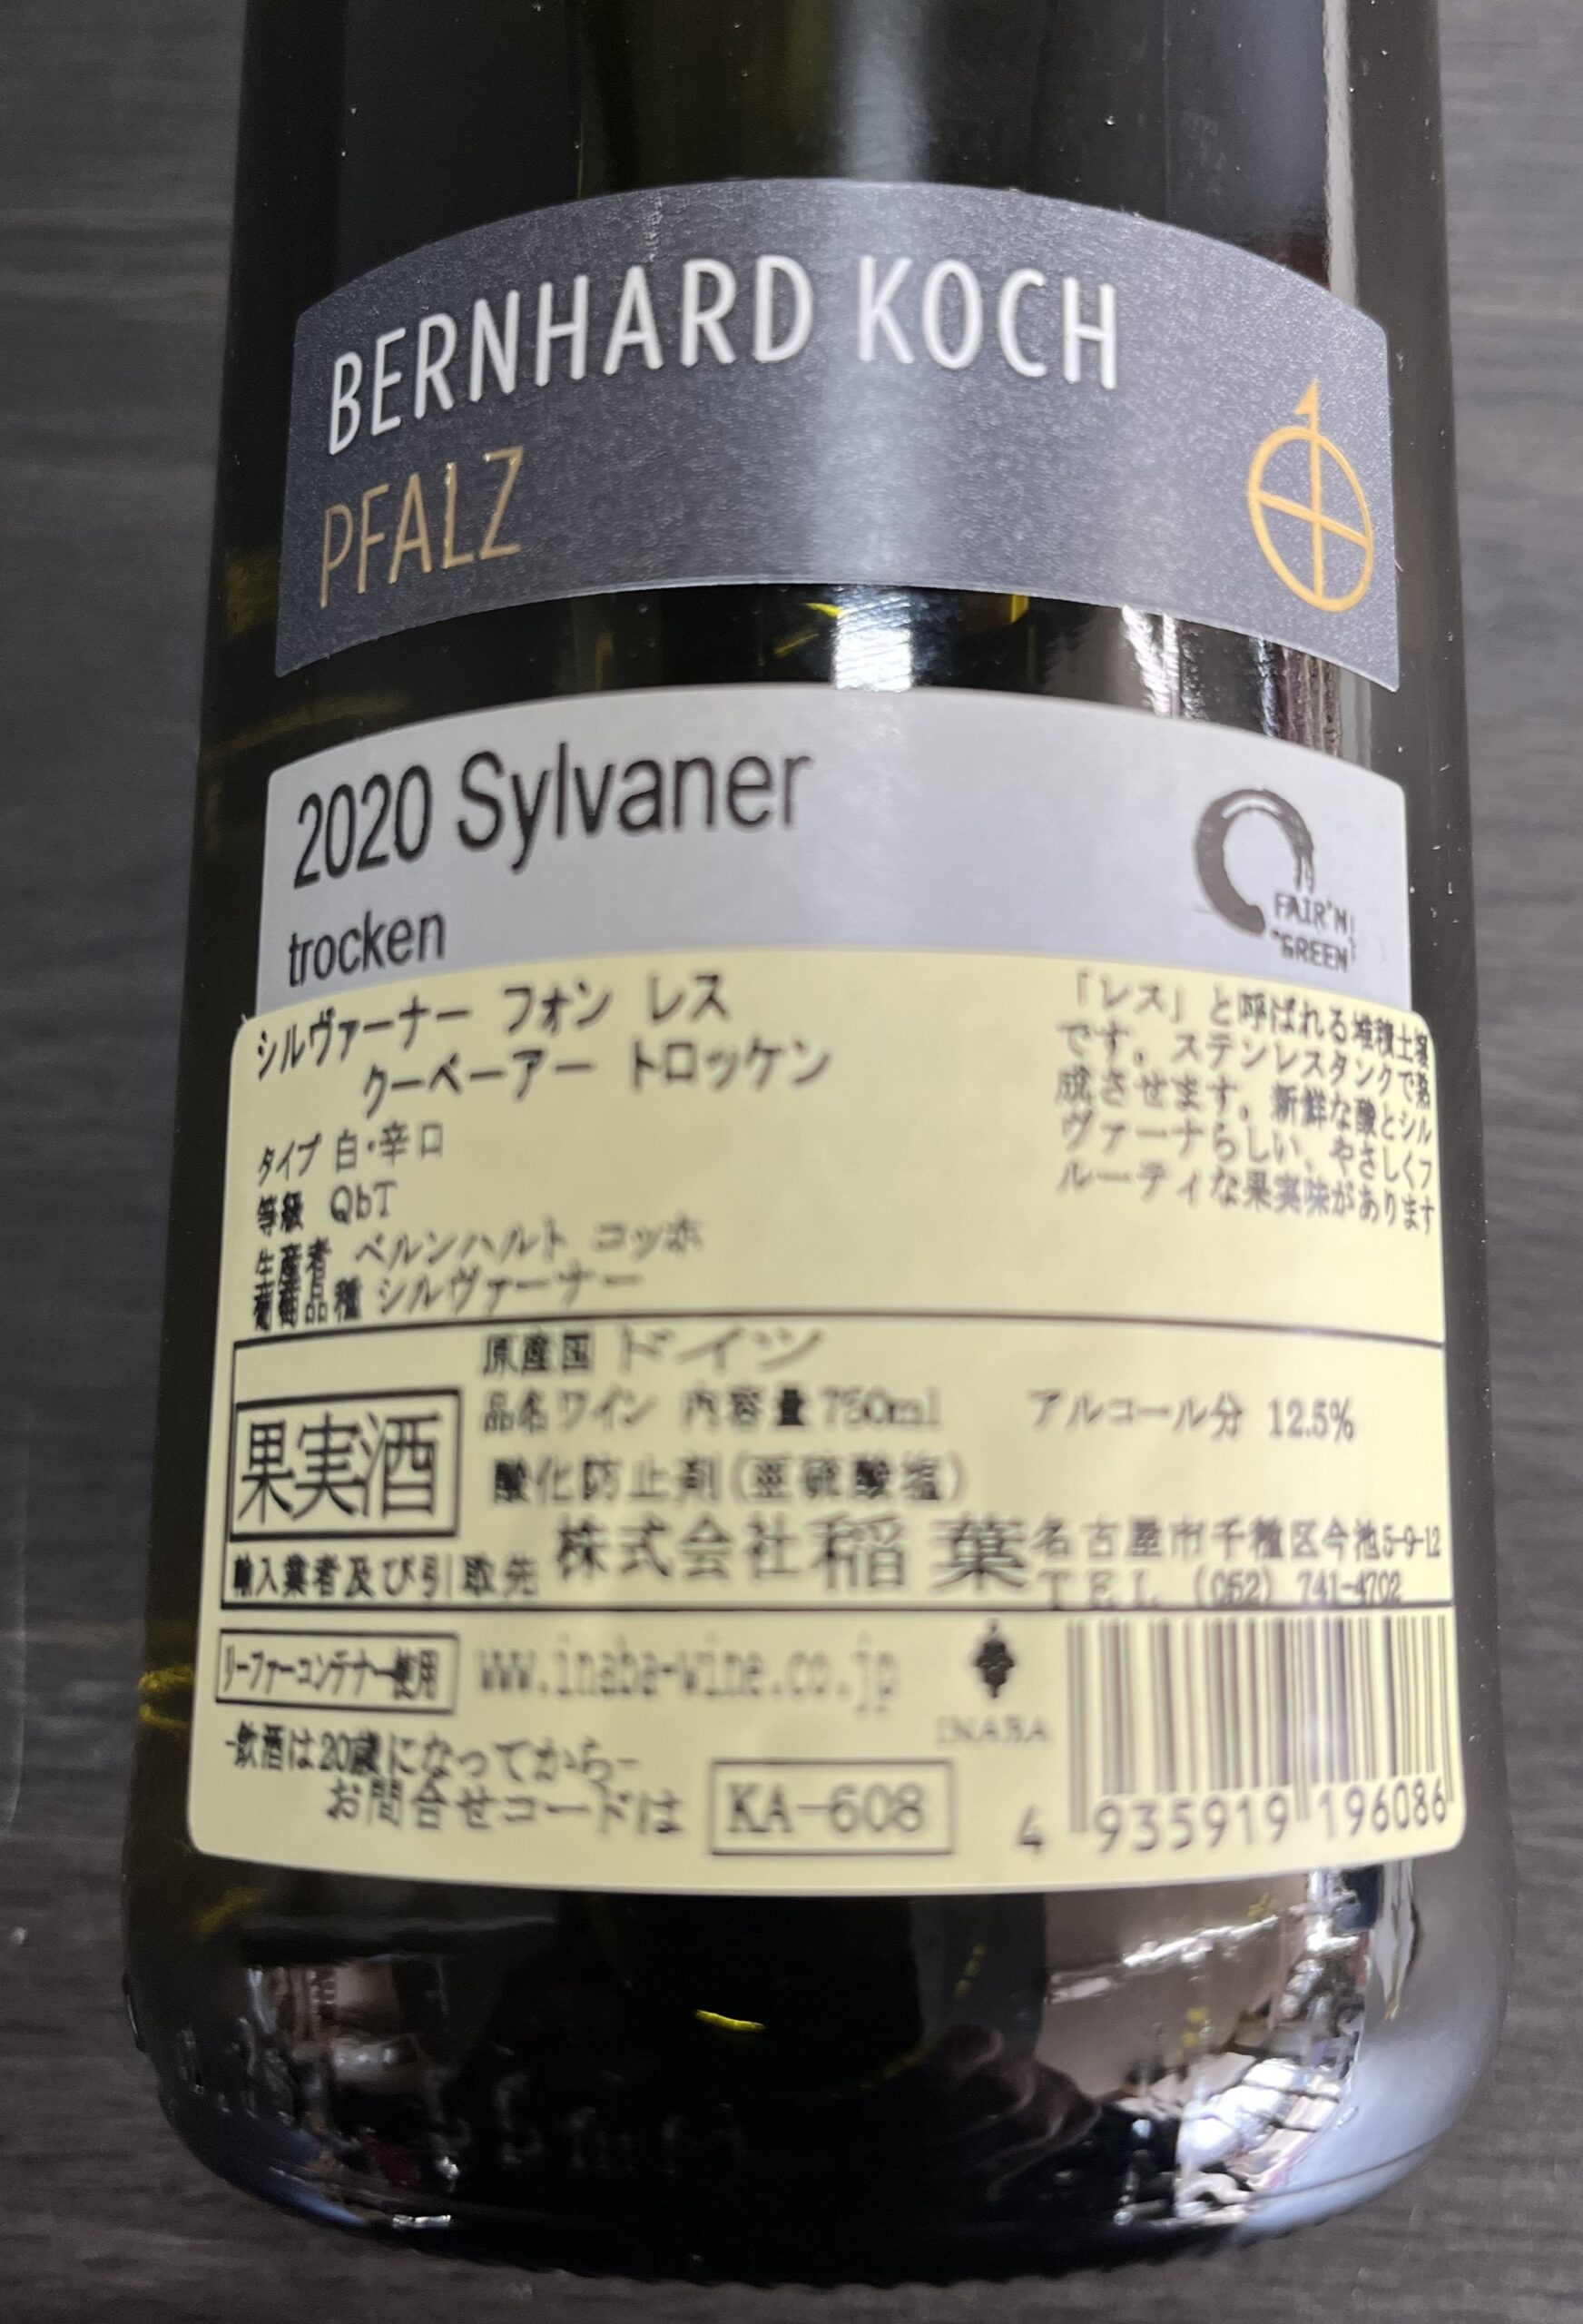 BERNHARD KOCH
PFALZ
2020 Sylvaner
trocken
FAIR'N
GREEN
シルヴァーナー フォン レス
クーベーアー トロッケン
タイプ 白・辛口
等級 QbT
生産者 ベルンハルト コッホ
葡萄品種 シルヴァーナー
「レス」と呼ばれる堆積土壌
です。ステンレスタンクで熟
成させます。新鮮な酸とシル
ヴァーナらしい、やさしくフ
ルーティな果実味があります
原産国 ドイツ
品名ワイン 内容量750ml アルコール分 12.5%
果実酒
酸化防止剤(亜硫酸塩)
輸入業者及び引取先 株式会社 稲葉 名古屋市千種区今池5-9-12
TEL (052) 741-4702
リーファーコンテナー使用 www.inaba-wine.co.jp
INABA
-飲酒は20歳になってから-
お問合せコードは KA-608
4 935919 196086